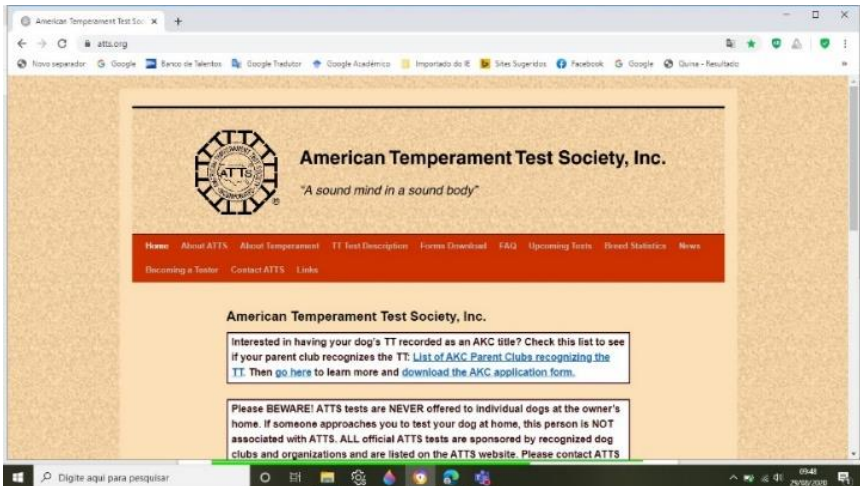 American Temperament Test Soc
atts.org
Novo separador Google Banco de Talentos Google Tradutor Google Académico Importado do IE Sites Sugeridos Facebook Google Quina - Resultado
ATTS
American Temperament Test Society, Inc.
"A sound mind in a sound body"
Home About ATTS About Temperament TT Test Description Forms Download FAQ Upcoming Tests Breed Statistics News
Becoming a Tester Contact ATTS Links
American Temperament Test Society, Inc.
Interested in having your dog's TT recorded as an AKC title? Check this list to see
if your parent club recognizes the TT: List of AKC Parent Clubs recognizing the
TT. Then go here to learn more and download the AKC application form.
Please BEWARE! ATTS tests are NEVER offered to individual dogs at the owner's
home. If someone approaches you to test your dog at home, this person is NOT
associated with ATTS. ALL official ATTS tests are sponsored by recognized dog
clubs and organizations and are listed on the ATTS website. Please contact ATTS
Digite aqui para pesquisar
09:48
29/08/2020